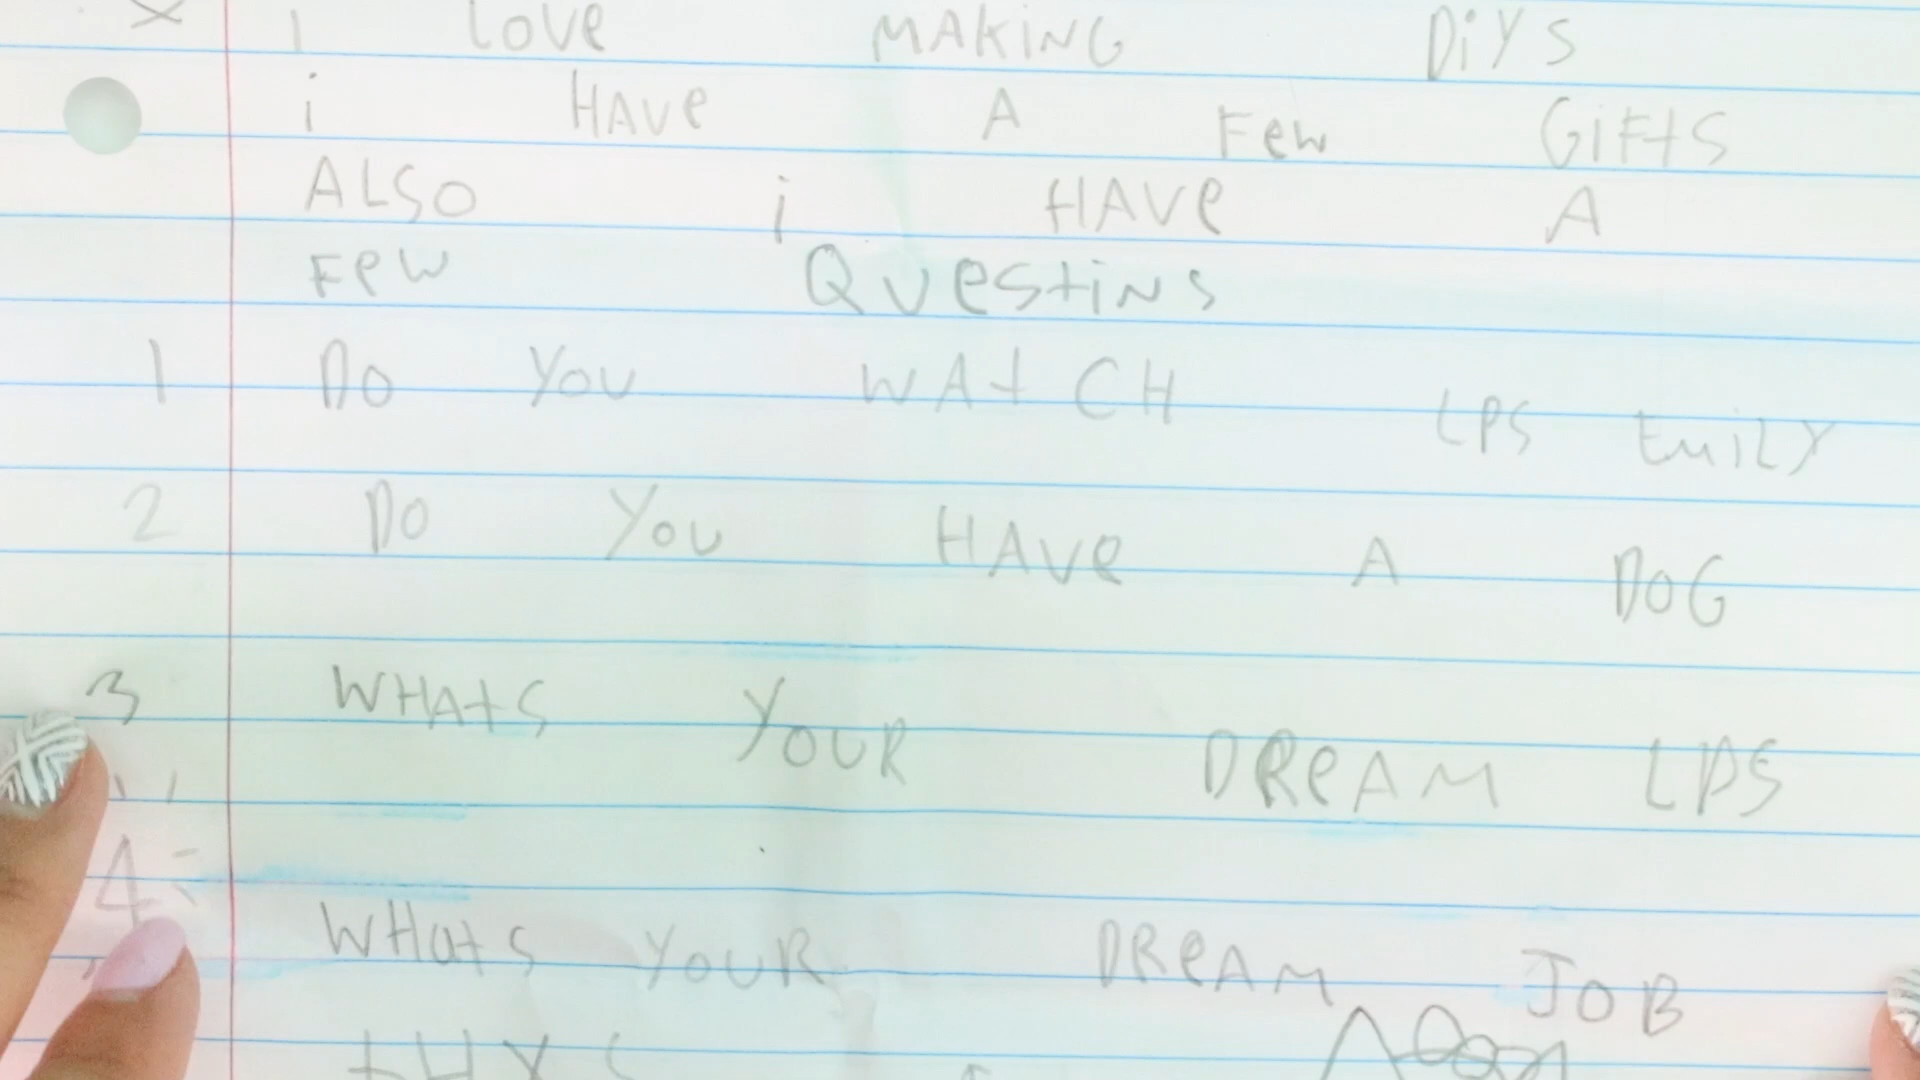 X i Love MAKiNG DiYS
i HAVe A Few GiFtS
ALSO i HAVe A
Few QUeStiNS
1 DO YOU WAtCH LPS EmiLY
2 DO YOU HAVe A DOG
3 WHAtS YOUR DReAM LPS
4 WHatS YOUR DReAM JOB